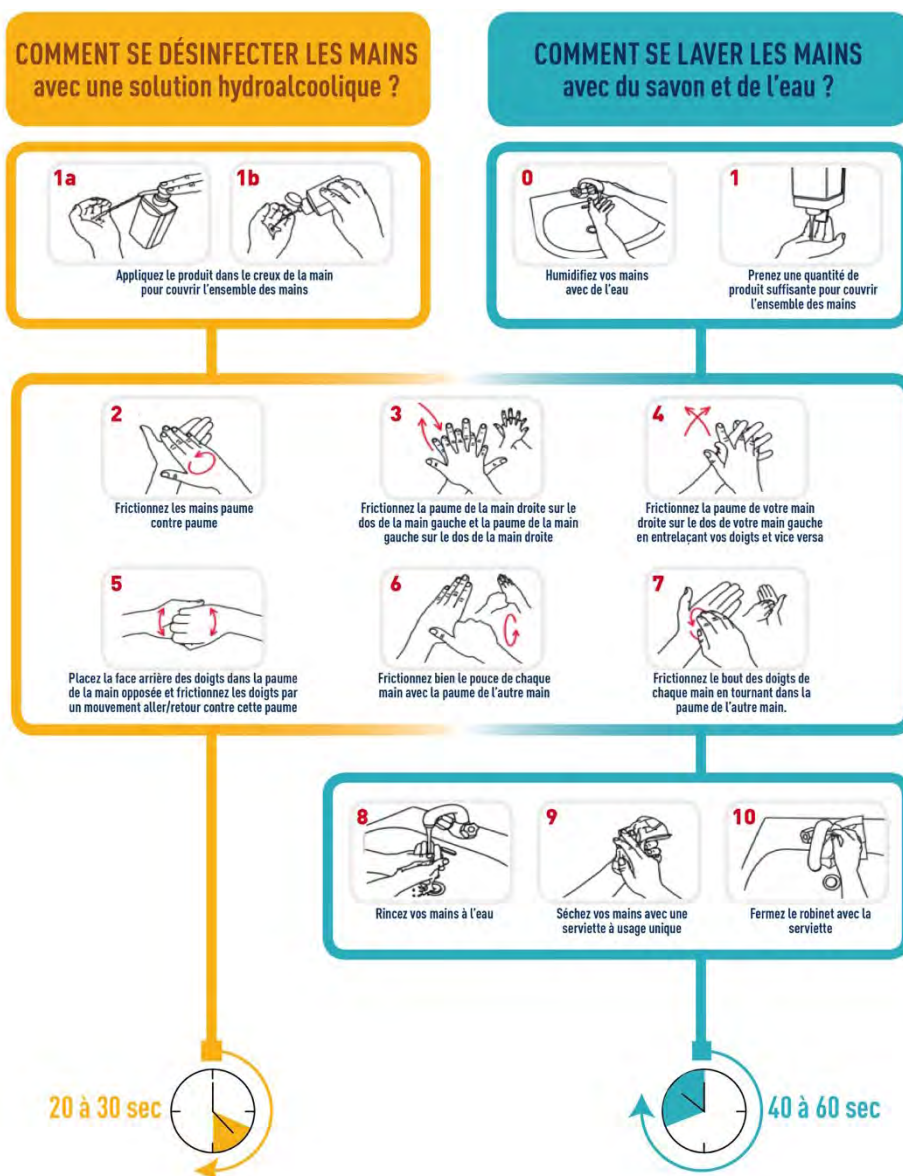 COMMENT SE DÉSINFECTER LES MAINS
avec une solution hydroalcoolique ?
COMMENT SE LAVER LES MAINS
avec du savon et de l'eau ?
1a
1b
Appliquez le produit dans le creux de la main
pour couvrir l'ensemble des mains
0
Humidifiez vos mains
avec de l'eau
1
Prenez une quantité de
produit suffisante pour couvrir
l'ensemble des mains
2
Frictionnez les mains paume
contre paume
3
Frictionnez la paume de la main droite sur le
dos de la main gauche et la paume de la main
gauche sur le dos de la main droite
4
Frictionnez la paume de votre main
droite sur le dos de votre main gauche
en entrelaçant vos doigts et vice versa
5
Placez la face arrière des doigts dans la paume
de la main opposée et frictionnez les doigts par
un mouvement aller/retour contre cette paume
6
Frictionnez bien le pouce de chaque
main avec la paume de l'autre main
7
Frictionnez le bout des doigts de
chaque main en tournant dans la
paume de l'autre main.
8
Rincez vos mains à l'eau
9
Séchez vos mains avec une
serviette à usage unique
10
Fermez le robinet avec la
serviette
20 à 30 sec
40 à 60 sec